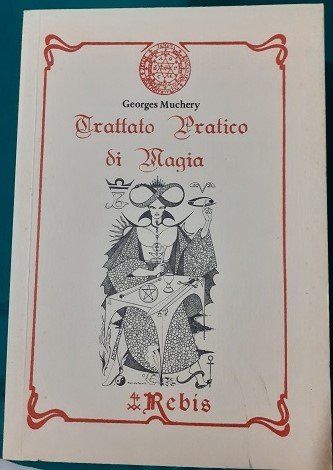 Georges Muchery
Trattato Pratico
di Magia
Rebis